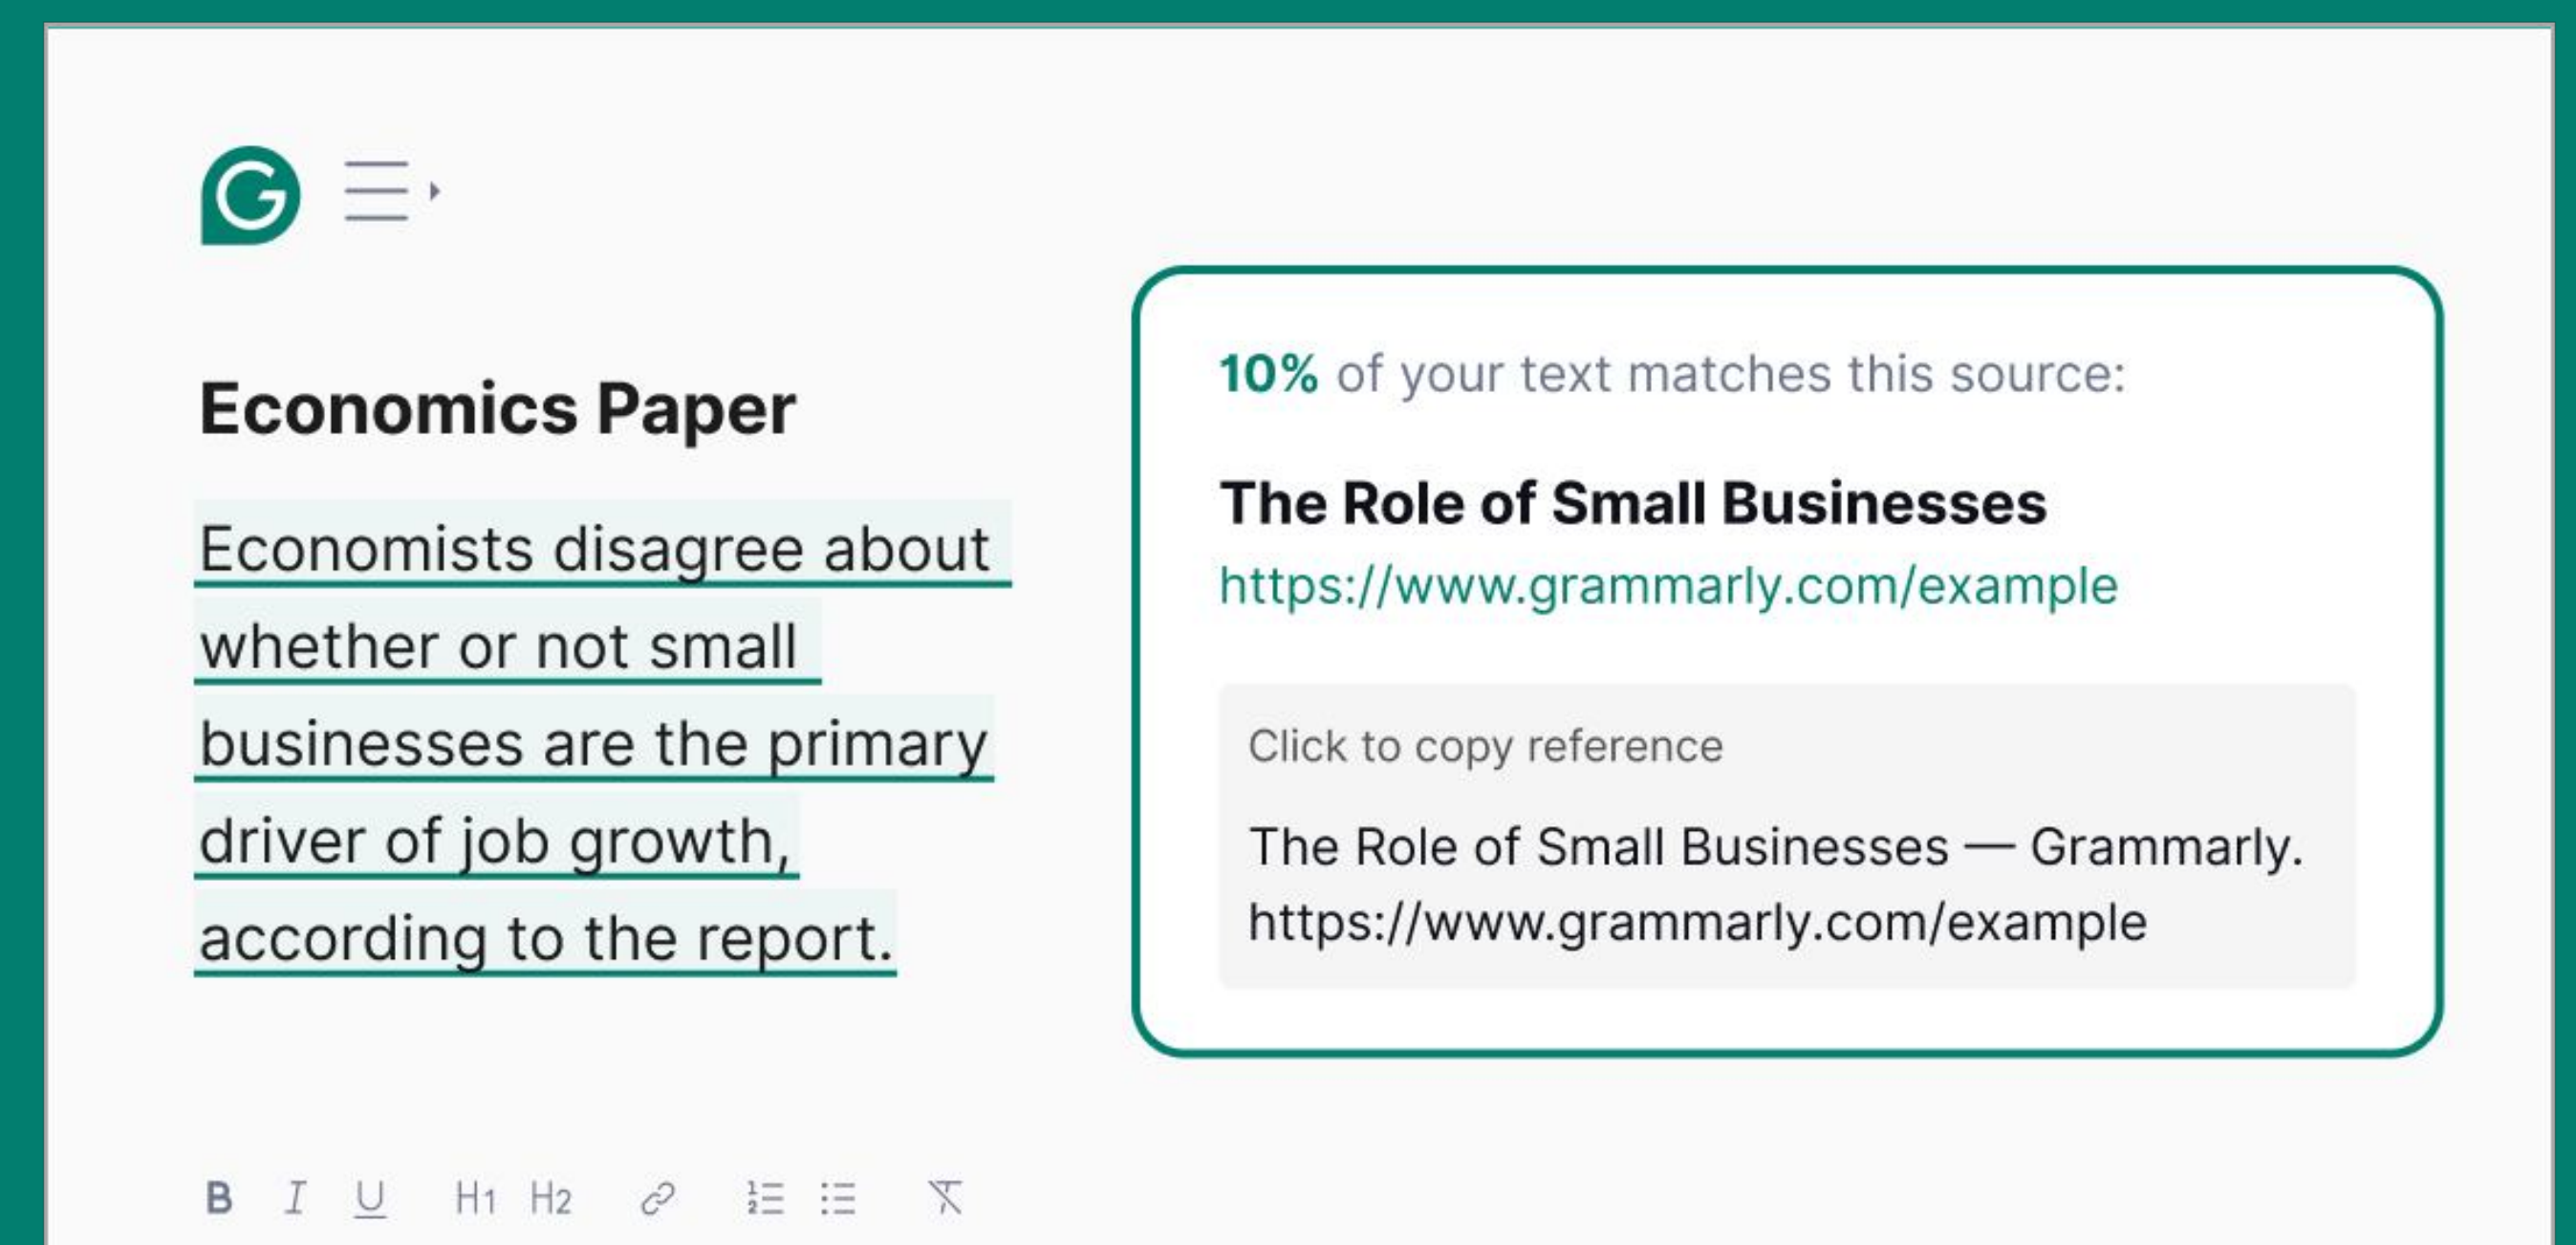 G
Economics Paper
Economists disagree about
whether or not small
businesses are the primary
driver of job growth,
according to the report.
10% of your text matches this source:
The Role of Small Businesses
https://www.grammarly.com/example
Click to copy reference
The Role of Small Businesses — Grammarly.
https://www.grammarly.com/example
B I U H1 H2